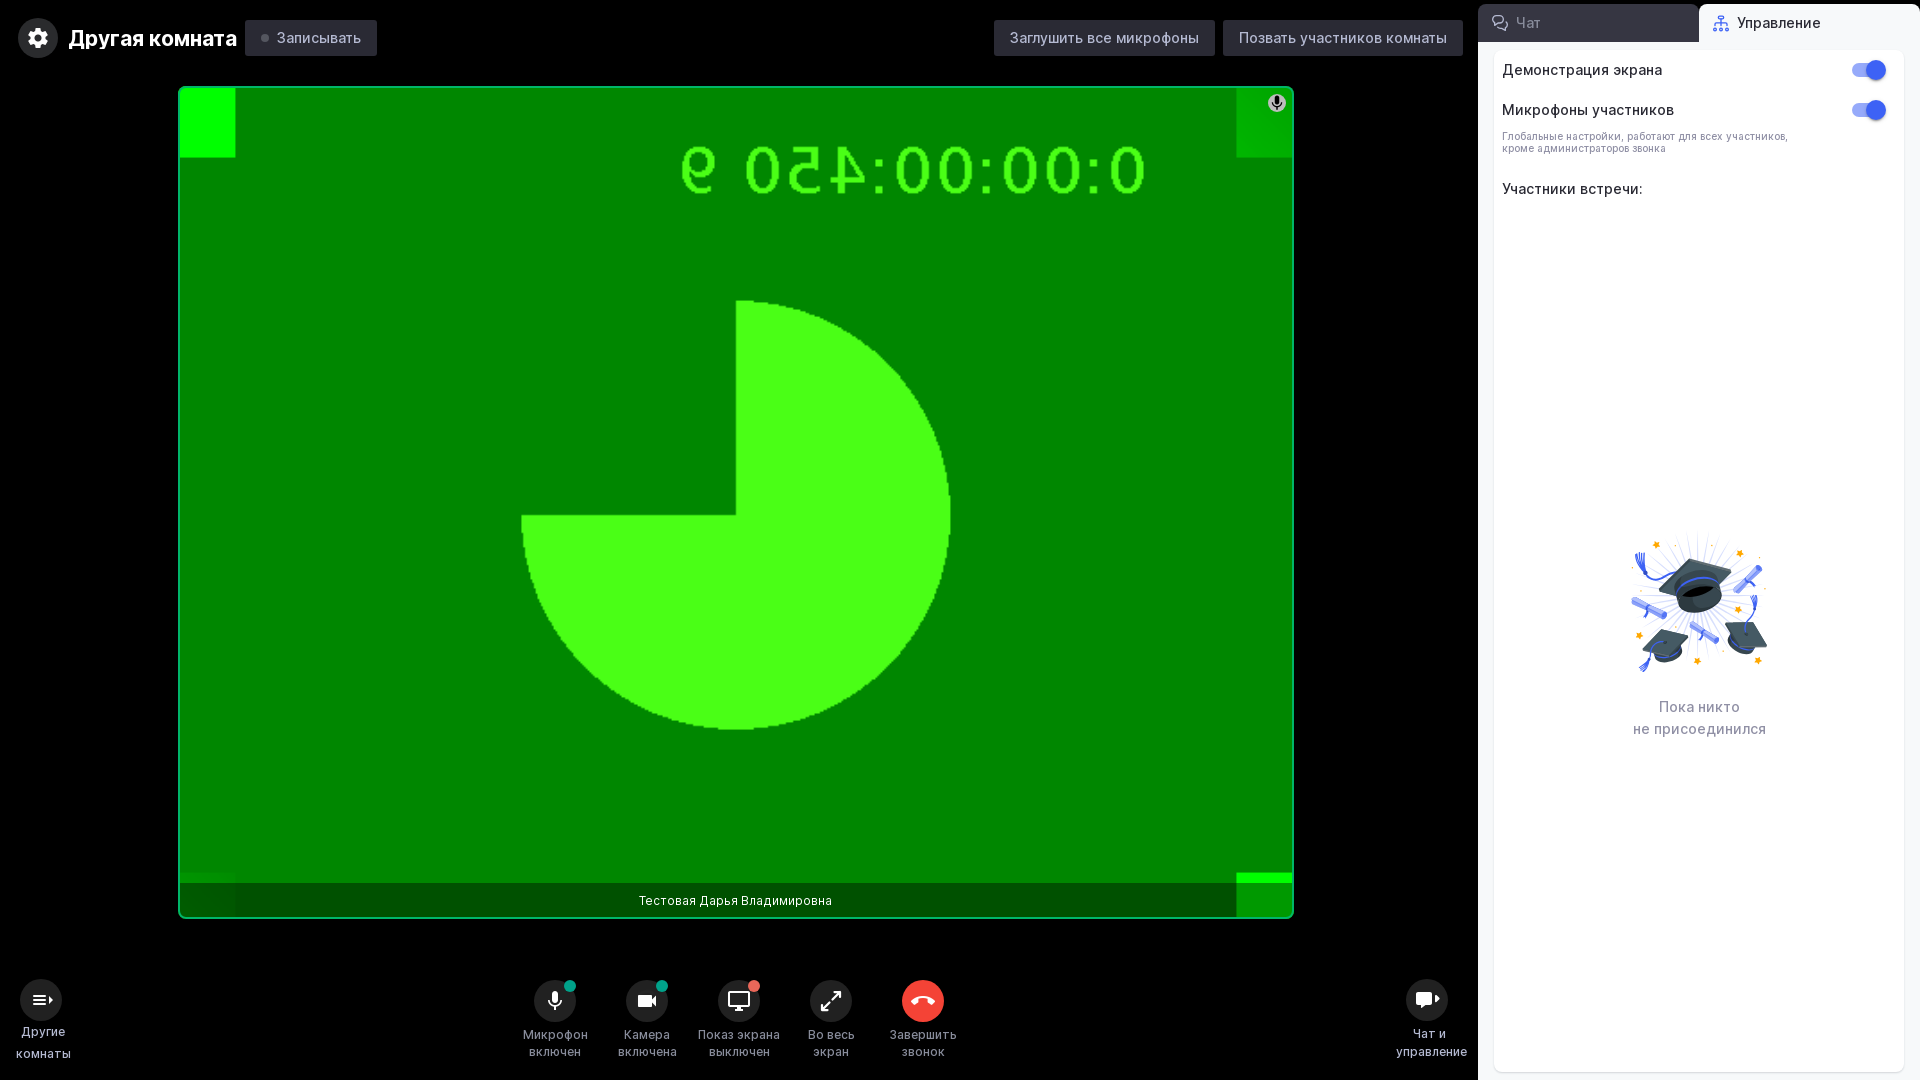 Другая комната
Записывать
Заглушить все микрофоны
Позвать участников комнаты
Чат
Управление
Демонстрация экрана
Микрофоны участников
Глобальные настройки, работают для всех участников,
кроме администраторов звонка
Участники встречи:
0:00:00:450 9
Пока никто
не присоединился
Тестовая Дарья Владимировна
Другие
комнаты
Микрофон
включен
Камера
включена
Показ экрана
выключен
Во весь
экран
Завершить
звонок
Чат и
управление